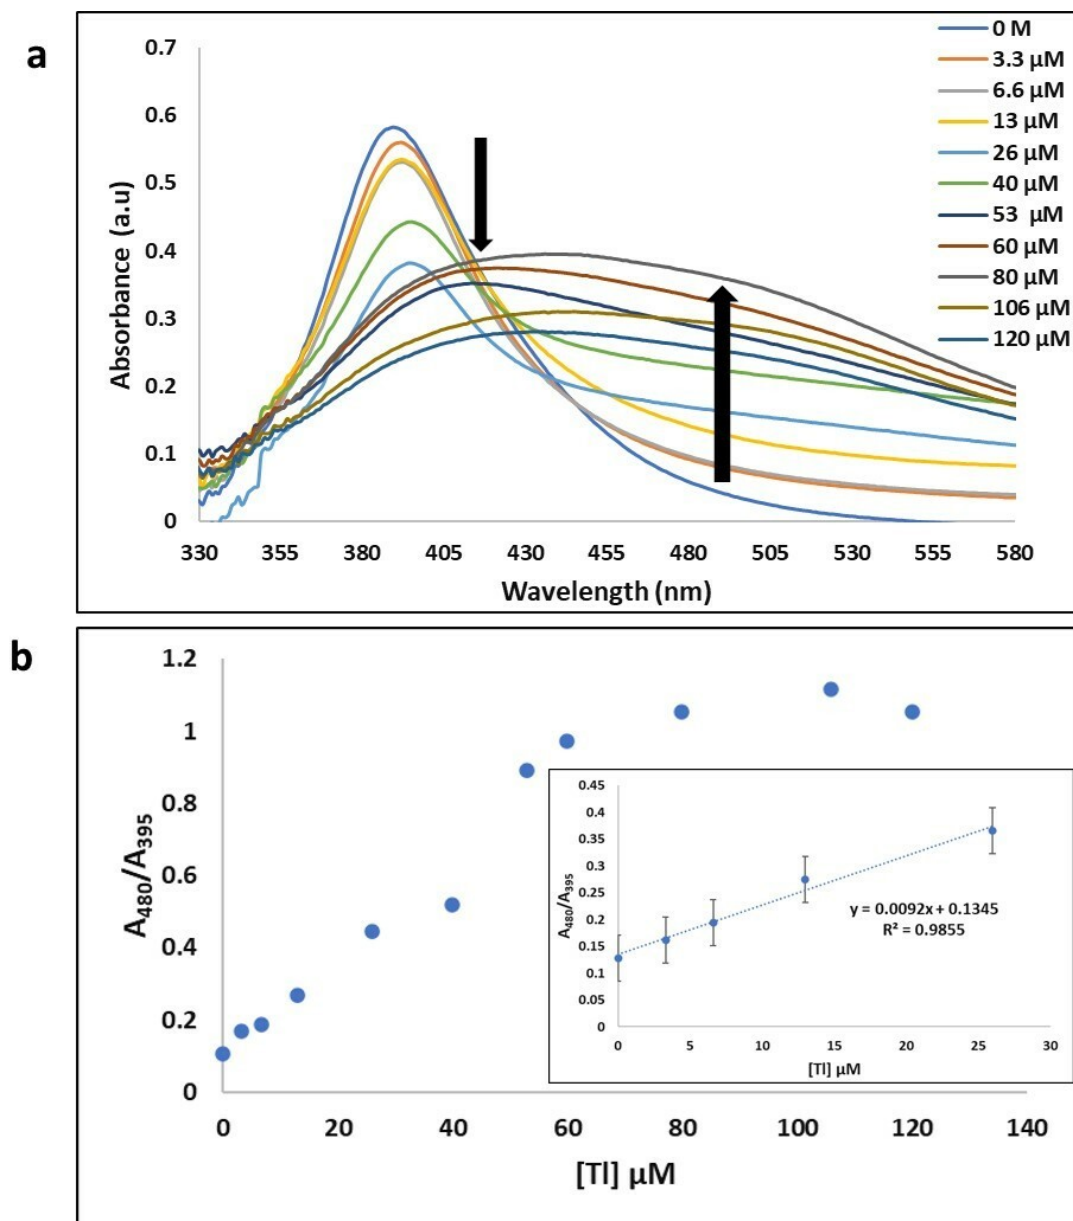 a
0.7
0.6
0.5
0.4
0.3
0.2
0.1
0
Absorbance (a.u)
330 355 380 405 430 455 480 505 530 555 580
Wavelength (nm)
0 M
3.3 µM
6.6 µM
13 µM
26 µM
40 µM
53 µM
60 µM
80 µM
106 µM
120 µM
b
1.2
1
0.8
0.6
0.4
0.2
0
A480/A395
0 20 40 60 80 100 120 140
[Tl] µM
0.45
0.4
0.35
0.3
0.25
0.2
0.15
0.1
0.05
0
A480/A395
y = 0.0092x + 0.1345
R² = 0.9855
0 5 10 15 20 25 30
[Tl] µM